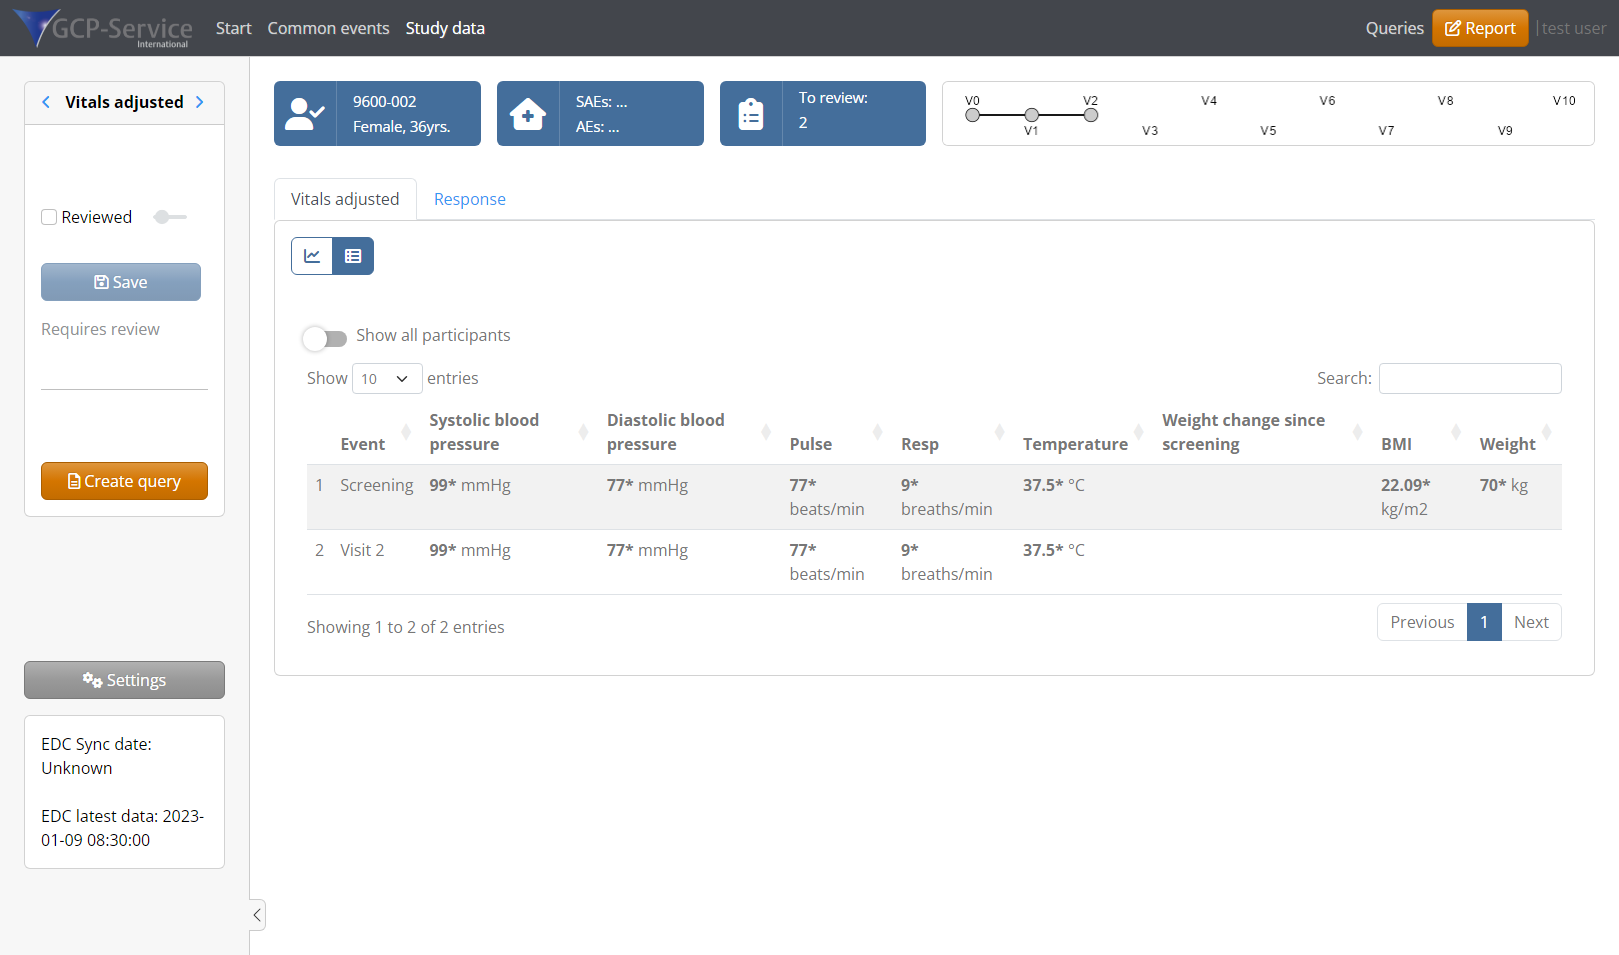 GCP-Service
International
Start Common events Study data
Queries Report | test user
Vitals adjusted
Reviewed
Save
Requires review
Create query
Settings
EDC Sync date:
Unknown
EDC latest data: 2023-
01-09 08:30:00
9600-002
Female, 36yrs.
SAEs: ...
AEs: ...
To review:
2
V0 V2 V4 V6 V8 V10
V1 V3 V5 V7 V9
Vitals adjusted Response
Show all participants
Show 10 entries
Search:
Event Systolic blood pressure Diastolic blood pressure Pulse Resp Temperature Weight change since screening BMI Weight
1 Screening 99* mmHg 77* mmHg 77* beats/min 9* breaths/min 37.5* °C 22.09* kg/m2 70* kg
2 Visit 2 99* mmHg 77* mmHg 77* beats/min 9* breaths/min 37.5* °C
Showing 1 to 2 of 2 entries
Previous 1 Next